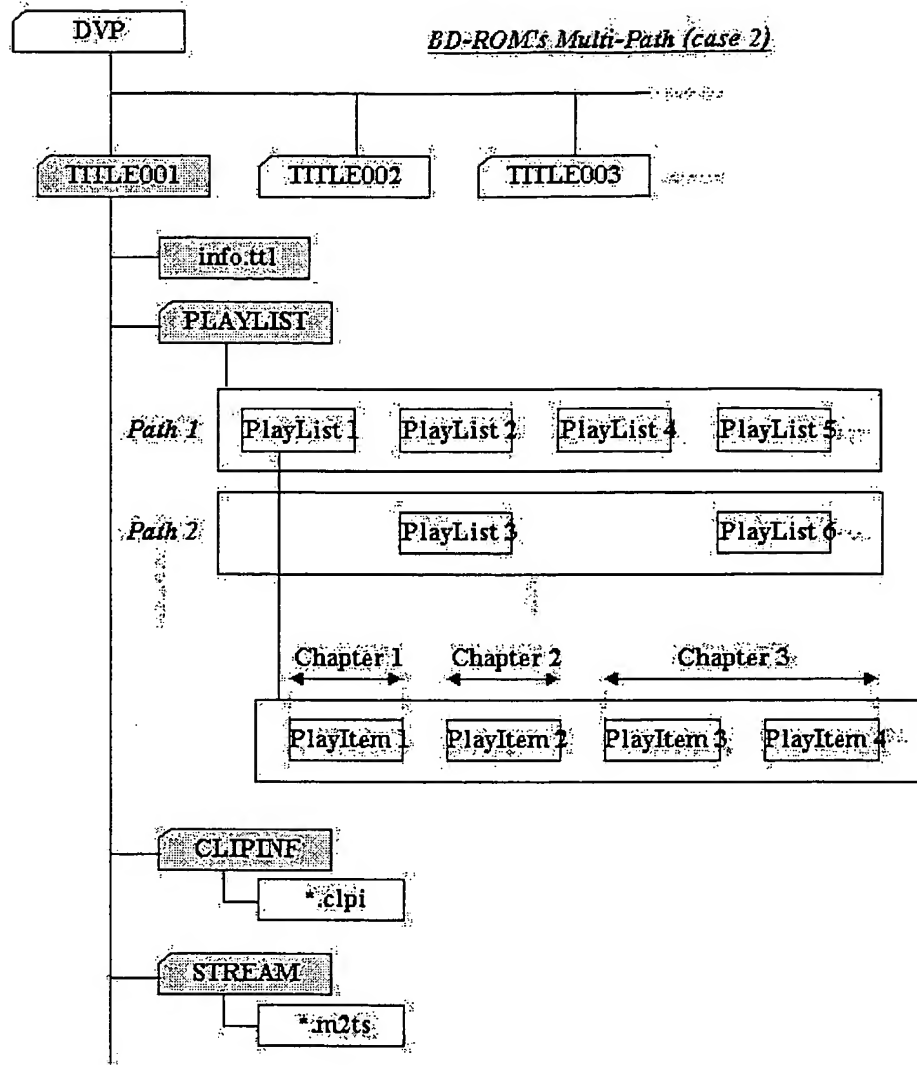 DVP
BD-ROM's Multi-Path (case 2)
TITLE001 TITLE002 TITLE003
info.ttl
PLAYLIST
Path 1 PlayList 1 PlayList 2 PlayList 4 PlayList 5
Path 2 PlayList 3 PlayList 6
Chapter 1 Chapter 2 Chapter 3
PlayItem 1 PlayItem 2 PlayItem 3 PlayItem 4
CLIPINF
*.clpi
STREAM
*.m2ts